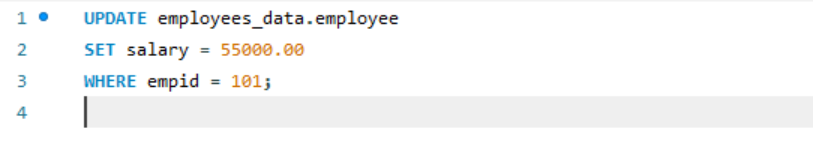 1 UPDATE employees_data.employee
2 SET salary = 55000.00
3 WHERE empid = 101;
4